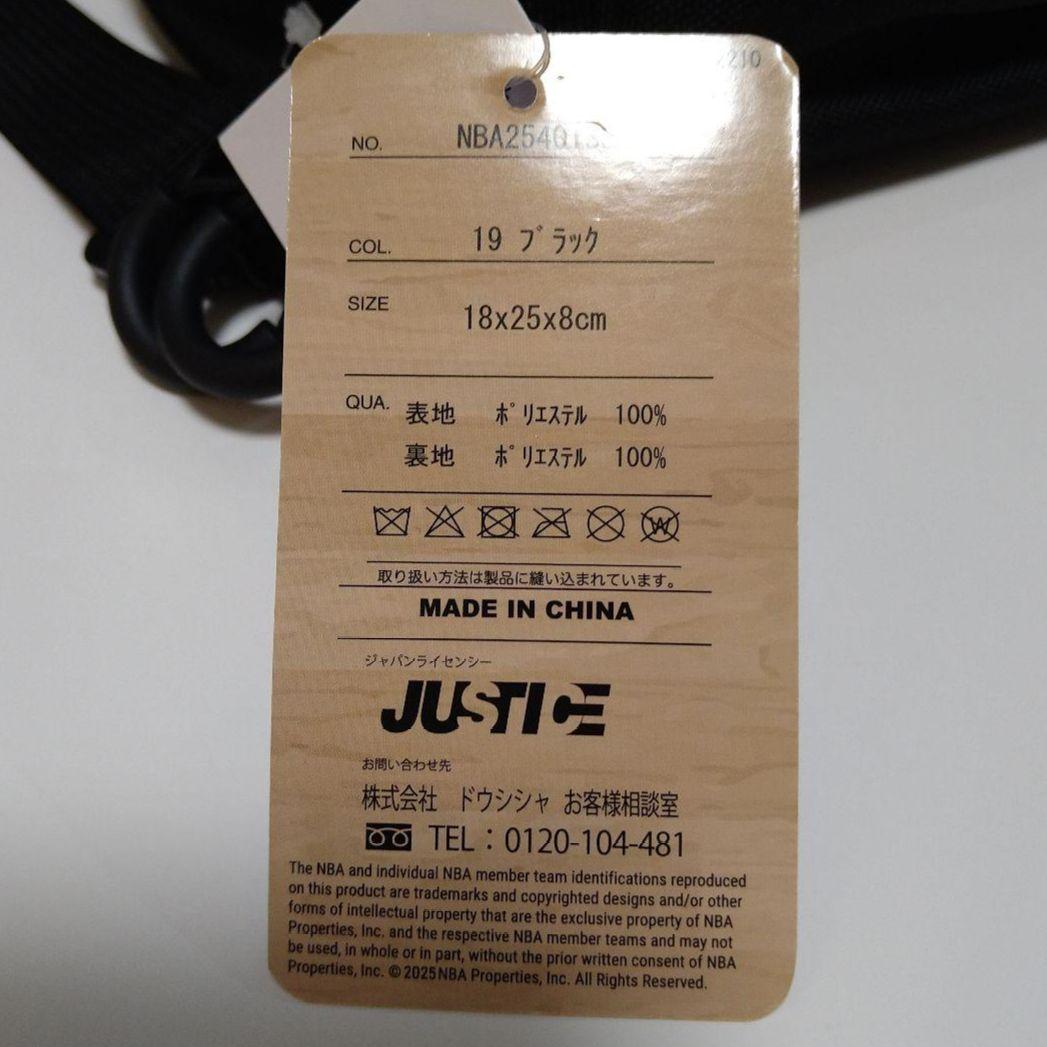 NO. NBA2540
COL. 19 ブラック
SIZE 18x25x8cm
QUA. 表地 ポリエステル 100%
裏地 ポリエステル 100%
取り扱い方法は製品に縫い込まれています。
MADE IN CHINA
ジャパンライセンシー
JUSTICE
お問い合わせ先
株式会社 ドウシシャ お客様相談室
TEL：0120-104-481
The NBA and individual NBA member team identifications reproduced
on this product are trademarks and copyrighted designs and/or other
forms of intellectual property that are the exclusive property of NBA
Properties, Inc. and the respective NBA member teams and may not
be used, in whole or in part, without the prior written consent of NBA
Properties, Inc. © 2025 NBA Properties, Inc. All Rights Reserved.